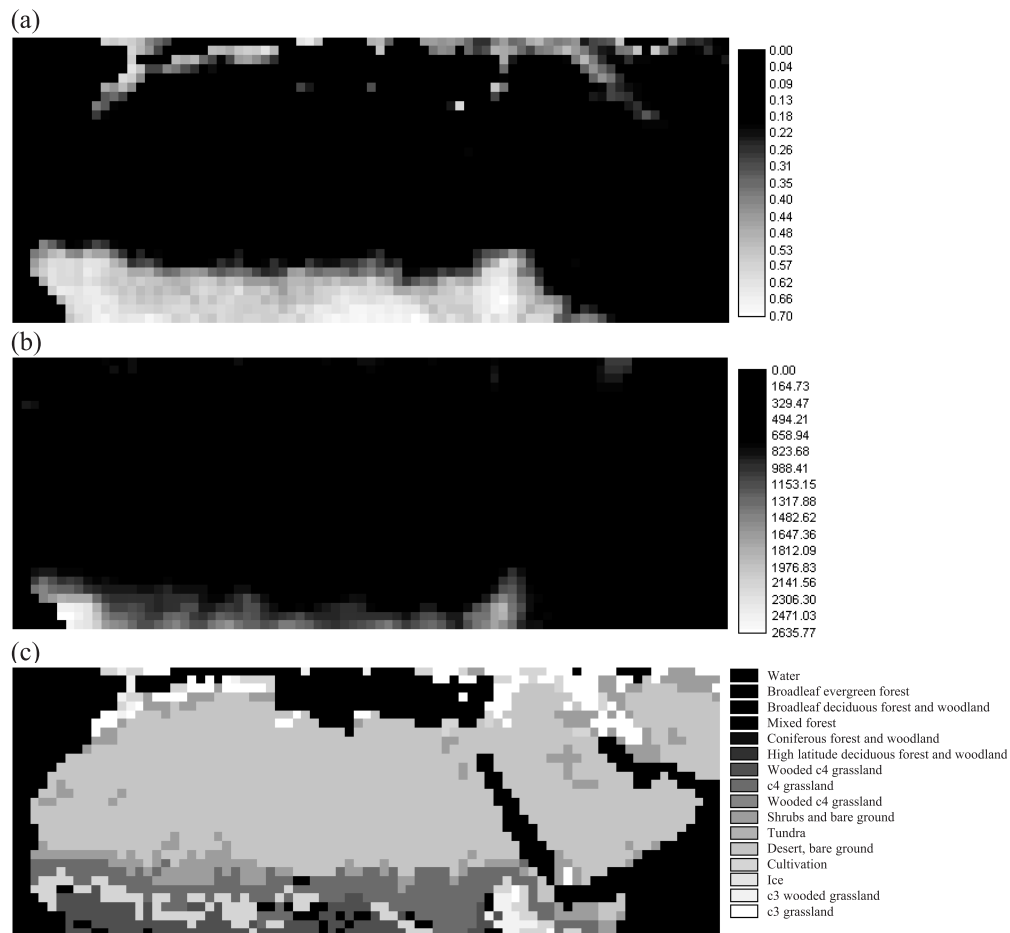 (a)
0.00
0.04
0.09
0.13
0.18
0.22
0.26
0.31
0.35
0.40
0.44
0.48
0.53
0.57
0.62
0.66
0.70
(b)
0.00
164.73
329.47
494.21
658.94
823.68
988.41
1153.15
1317.88
1482.62
1647.36
1812.09
1976.83
2141.56
2306.30
2471.03
2635.77
(c)
Water
Broadleaf evergreen forest
Broadleaf deciduous forest and woodland
Mixed forest
Coniferous forest and woodland
High latitude deciduous forest and woodland
Wooded c4 grassland
c4 grassland
Wooded c4 grassland
Shrubs and bare ground
Tundra
Desert, bare ground
Cultivation
Ice
c3 wooded grassland
c3 grassland